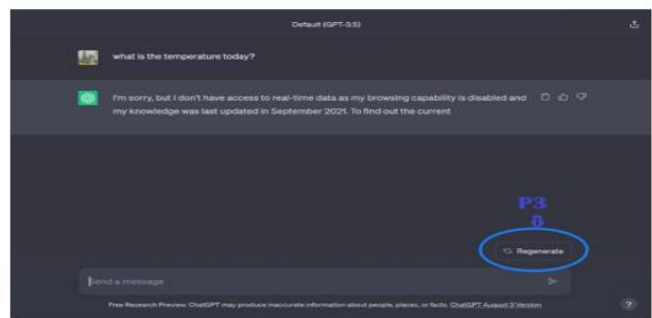 Default (GPT-3.5)
what is the temperature today?
I'm sorry, but I don't have access to real-time data as my browsing capability is disabled and
my knowledge was last updated in September 2021. To find out the current
P3
Regenerate
Send a message
Free Research Preview. ChatGPT may produce inaccurate information about people, places, or facts. ChatGPT August 3 Version
?